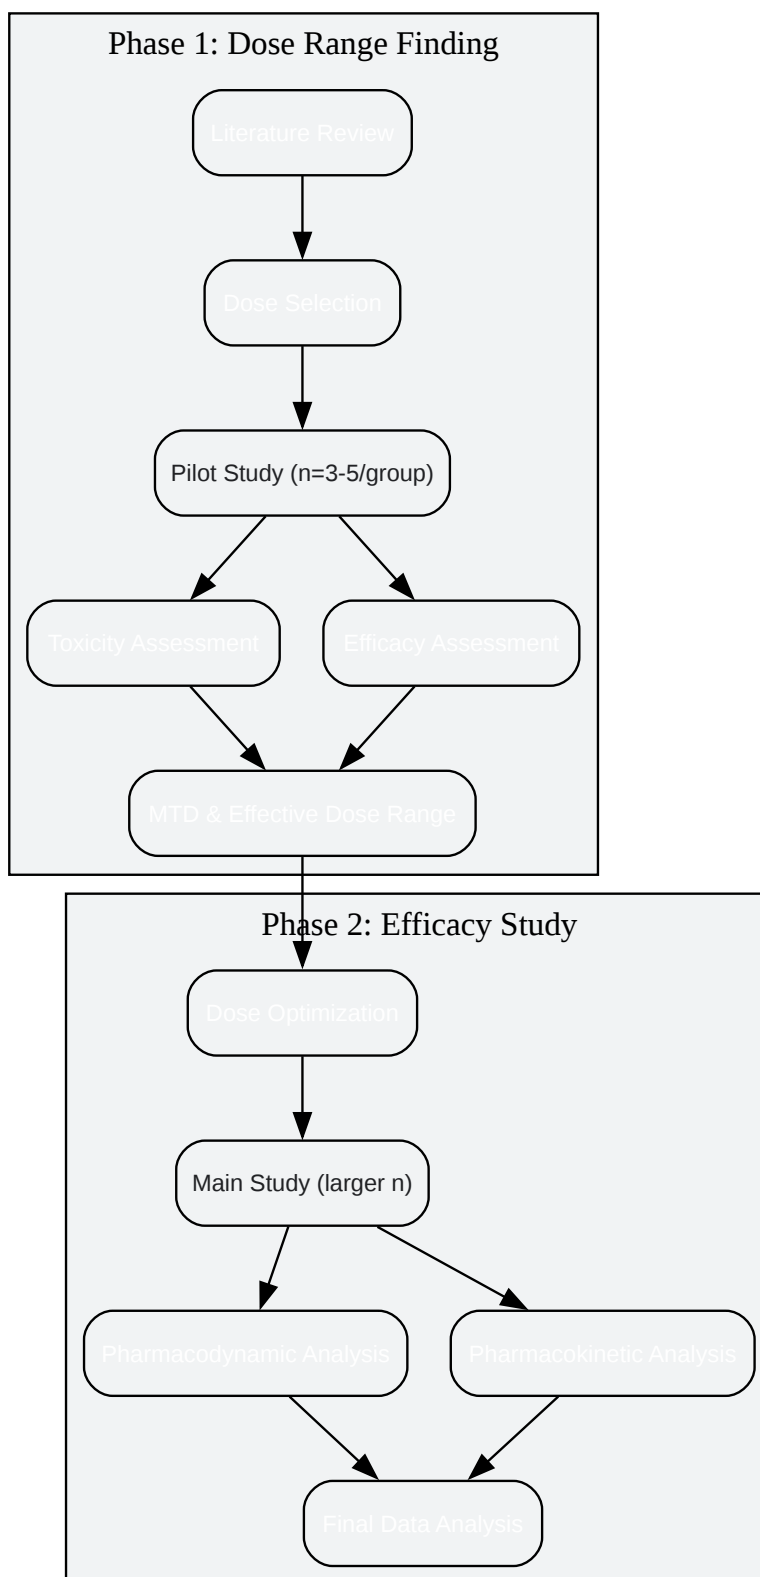 Phase 1: Dose Range Finding
Literature Review
Dose Selection
Pilot Study (n=3-5/group)
Toxicity Assessment
Efficacy Assessment
MTD & Effective Dose Range
Phase 2: Efficacy Study
Dose Optimization
Main Study (larger n)
Pharmacodynamic Analysis
Pharmacokinetic Analysis
Final Data Analysis